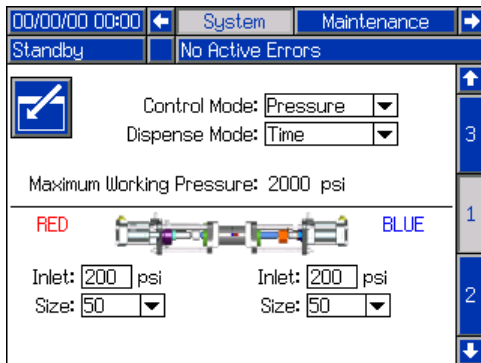 00/00/00 00:00 System Maintenance
Standby No Active Errors
3
Control Mode: Pressure
Dispense Mode: Time
Maximum Working Pressure: 2000 psi
1
RED BLUE
Inlet: 200 psi Inlet: 200 psi
Size: 50 Size: 50
2